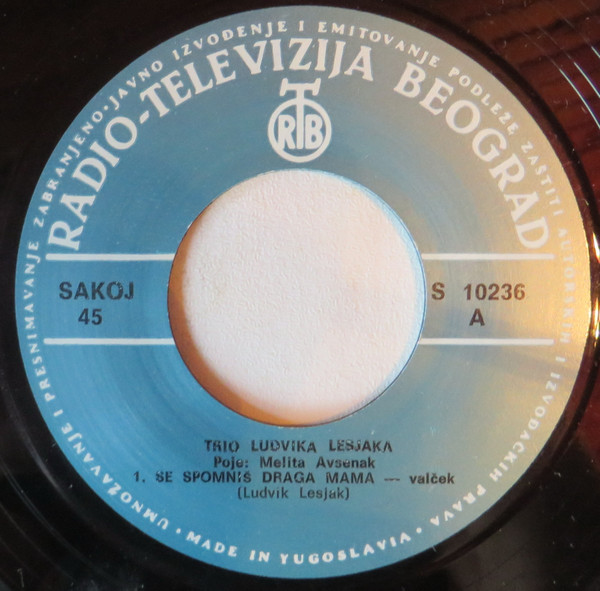 UMNOŽAVANJE I PRESNIMAVANJE ZABRANJENO·JAVNO IZVOĐENJE I EMITOVANJE PODLEŽE ZAŠTITI AUTORSKIH I IZVOĐAČKIH PRAVA
RADIO-TELEVIZIJA BEOGRAD
RTB
SAKOJ
45
S 10236
A
TRIO LUDVIKA LESJAKA
Poje: Melita Avsenak
1. SE SPOMNIŠ DRAGA MAMA — valček
(Ludvik Lesjak)
· MADE IN YUGOSLAVIA ·